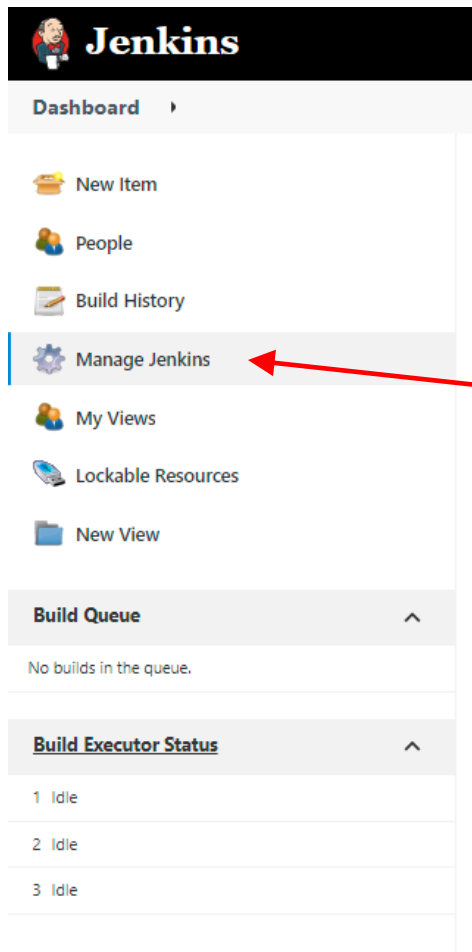 Jenkins
Dashboard
New Item
People
Build History
Manage Jenkins
My Views
Lockable Resources
New View
Build Queue
No builds in the queue.
Build Executor Status
1 Idle
2 Idle
3 Idle